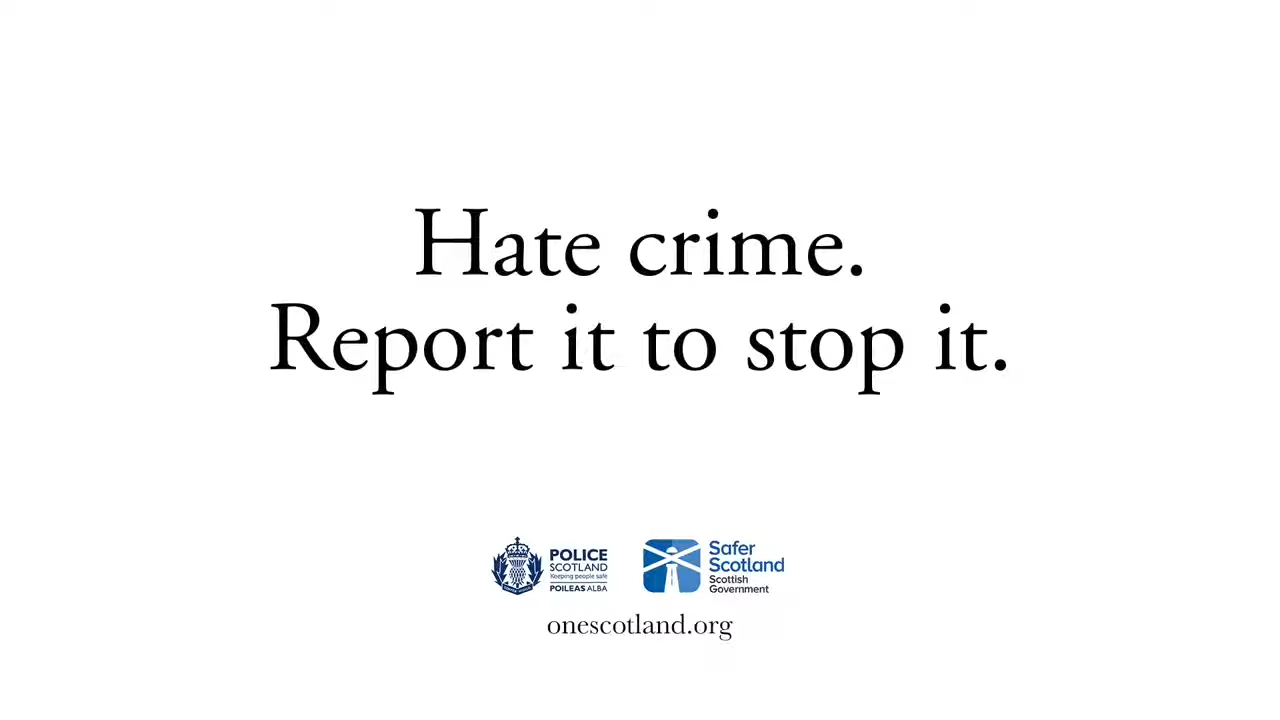 Hate crime.
Report it to stop it.
POLICE
SCOTLAND
Keeping people safe
POILEAS ALBA
Safer
Scotland
Scottish
Government
onescotland.org